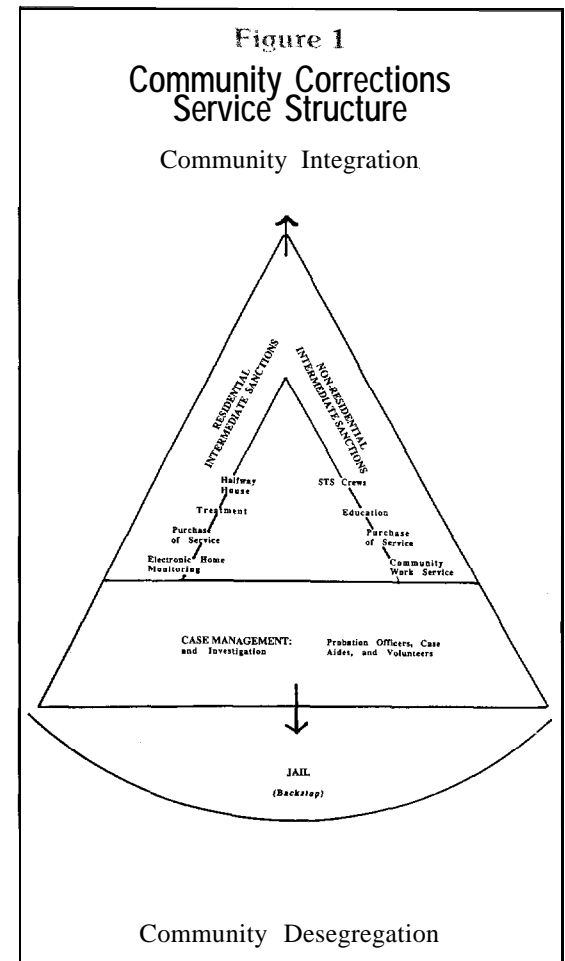 Figure 1
Community Corrections
Service Structure
Community Integration
RESIDENTIAL
INTERMEDIATE SANCTIONS
NON-RESIDENTIAL
INTERMEDIATE SANCTIONS
Halfway
House
Treatment
Purchase
of Service
Electronic Home
Monitoring
STS Crews
Education
Purchase
of Service
Community
Work Service
CASE MANAGEMENT:
and Investigation
Probation Officers, Case
Aides, and Volunteers
JAIL
(Backstop)
Community Desegregation